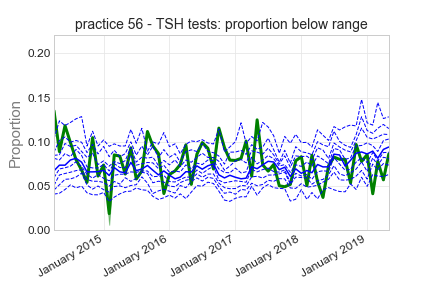 practice 56 - TSH tests: proportion below range
Proportion
0.20
0.15
0.10
0.05
0.00
January 2015
January 2016
January 2017
January 2018
January 2019